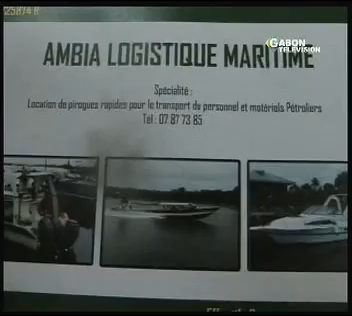 25874 R
GABON
TELEVISION
AMBIA LOGISTIQUE MARITIME
Spécialité :
Location de pirogues rapides pour le transport du personnel et matériels Pétroliers
Tél : 07 87 73 85